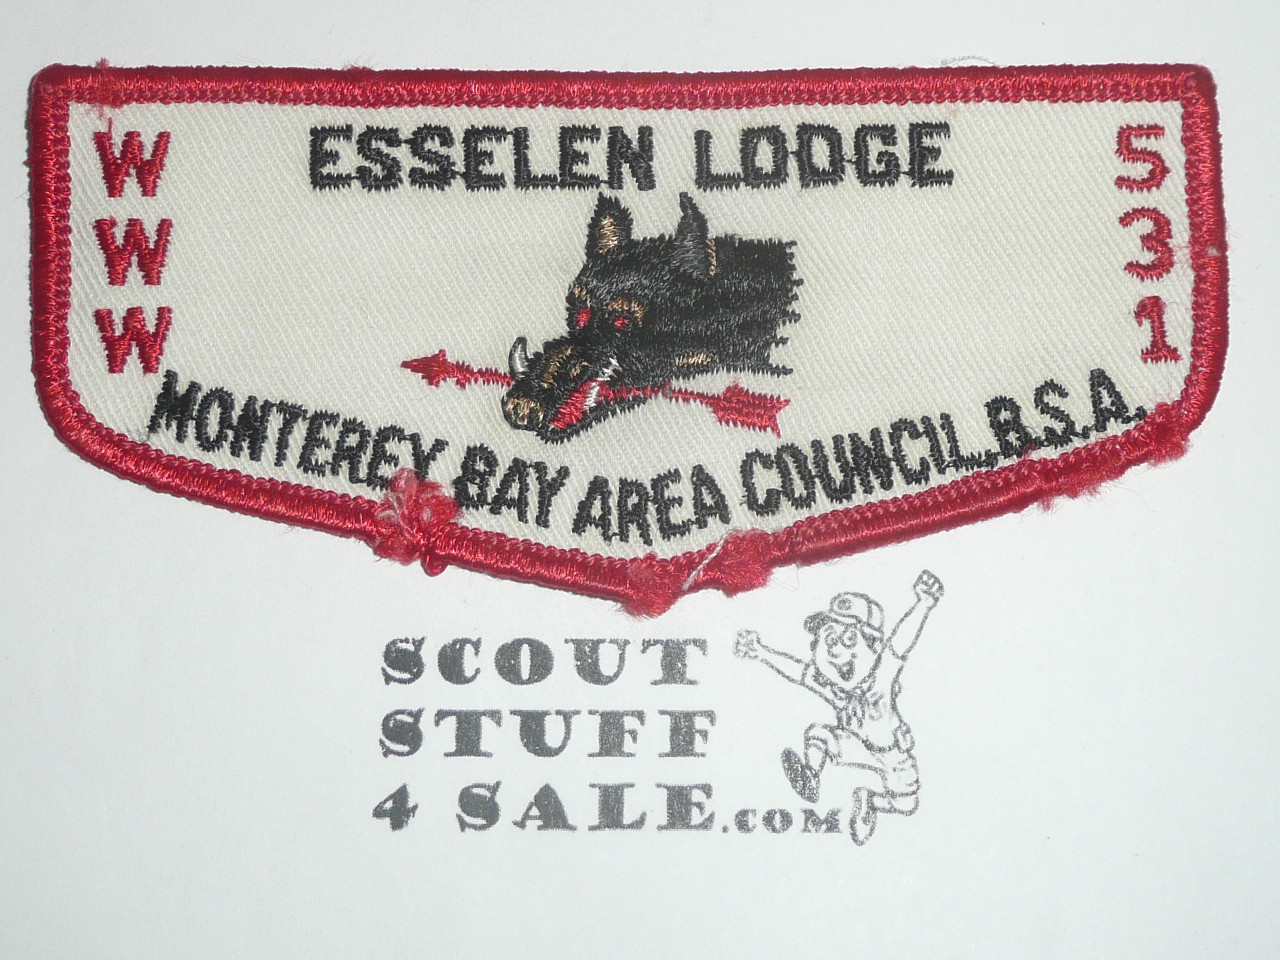 ESSELEN LODGE
W
W
W
5
3
1
MONTEREY BAY AREA COUNCIL, B.S.A.
SCOUT
STUFF
4 SALE.COM